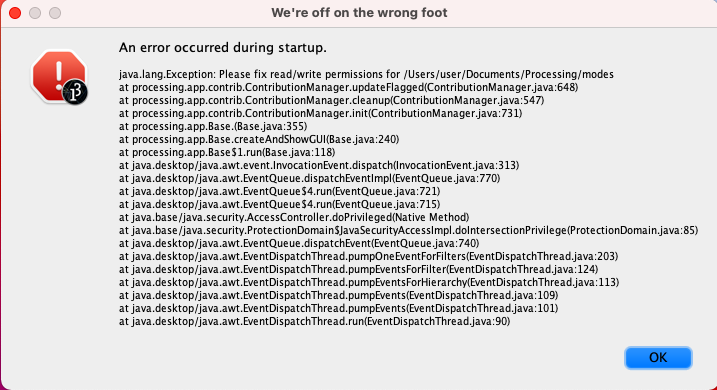 We're off on the wrong foot
An error occurred during startup.
java.lang.Exception: Please fix read/write permissions for /Users/user/Documents/Processing/modes
at processing.app.contrib.ContributionManager.updateFlagged(ContributionManager.java:648)
at processing.app.contrib.ContributionManager.cleanup(ContributionManager.java:547)
at processing.app.contrib.ContributionManager.init(ContributionManager.java:731)
at processing.app.Base.(Base.java:355)
at processing.app.Base.createAndShowGUI(Base.java:240)
at processing.app.Base$1.run(Base.java:118)
at java.desktop/java.awt.event.InvocationEvent.dispatch(InvocationEvent.java:313)
at java.desktop/java.awt.EventQueue.dispatchEventImpl(EventQueue.java:770)
at java.desktop/java.awt.EventQueue$4.run(EventQueue.java:721)
at java.desktop/java.awt.EventQueue$4.run(EventQueue.java:715)
at java.base/java.security.AccessController.doPrivileged(Native Method)
at java.base/java.security.ProtectionDomain$JavaSecurityAccessImpl.doIntersectionPrivilege(ProtectionDomain.java:85)
at java.desktop/java.awt.EventQueue.dispatchEvent(EventQueue.java:740)
at java.desktop/java.awt.EventDispatchThread.pumpOneEventForFilters(EventDispatchThread.java:203)
at java.desktop/java.awt.EventDispatchThread.pumpEventsForFilter(EventDispatchThread.java:124)
at java.desktop/java.awt.EventDispatchThread.pumpEventsForHierarchy(EventDispatchThread.java:113)
at java.desktop/java.awt.EventDispatchThread.pumpEvents(EventDispatchThread.java:109)
at java.desktop/java.awt.EventDispatchThread.pumpEvents(EventDispatchThread.java:101)
at java.desktop/java.awt.EventDispatchThread.run(EventDispatchThread.java:90)
OK